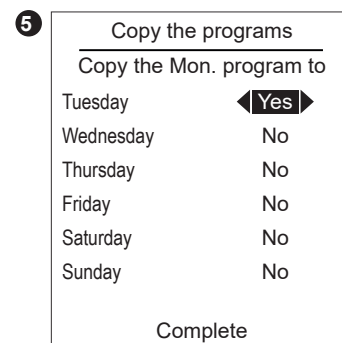 5
Copy the programs
Copy the Mon. program to
Tuesday Yes
Wednesday No
Thursday No
Friday No
Saturday No
Sunday No
Complete